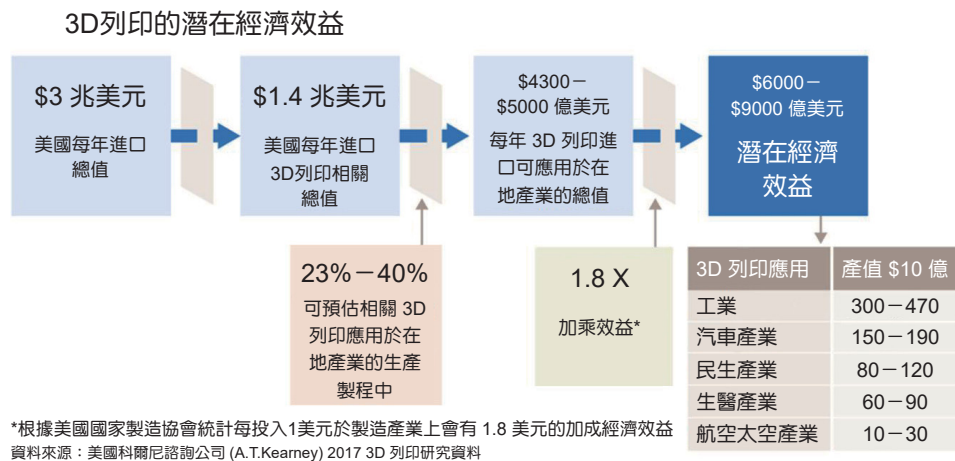 3D列印的潛在經濟效益
$3 兆美元
美國每年進口
總值
$1.4 兆美元
美國每年進口
3D列印相關
總值
$4300－
$5000 億美元
每年 3D 列印進
口可應用於在
地產業的總值
$6000－
$9000 億美元
潛在經濟
效益
23%－40%
可預估相關 3D
列印應用於在
地產業的生產
製程中
1.8 X
加乘效益*
3D 列印應用 產值 $10 億
工業 300－470
汽車產業 150－190
民生產業 80－120
生醫產業 60－90
航空太空產業 10－30
*根據美國國家製造協會統計每投入1美元於製造產業上會有 1.8 美元的加成經濟效益
資料來源：美國科爾尼諮詢公司 (A.T.Kearney) 2017 3D 列印研究資料